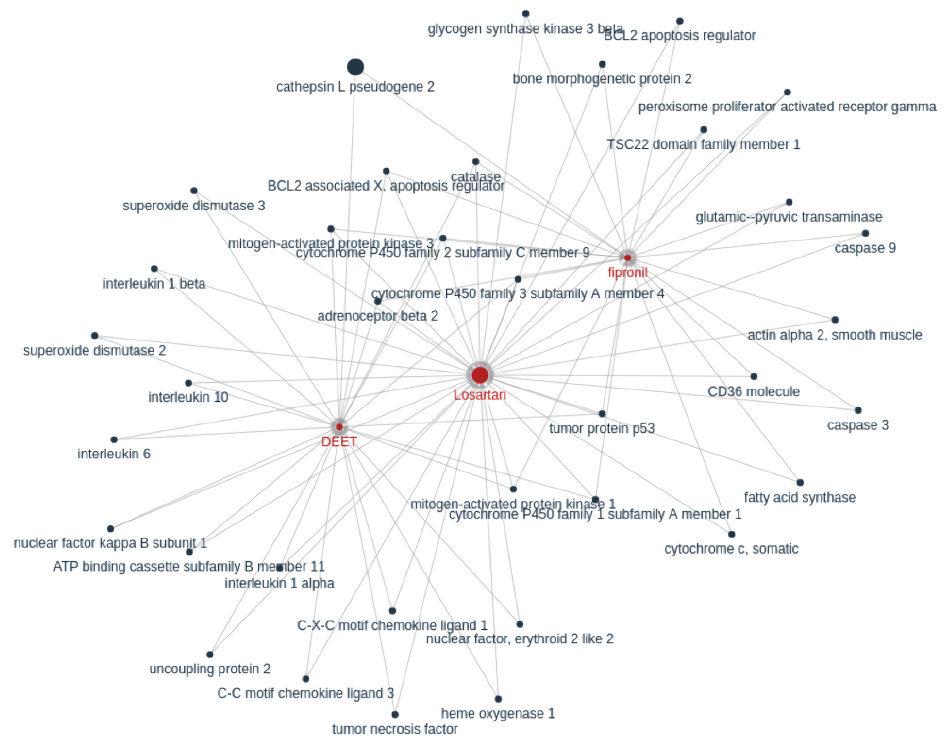 glycogen synthase kinase 3 beta
BCL2 apoptosis regulator
bone morphogenetic protein 2
cathepsin L pseudogene 2
peroxisome proliferator activated receptor gamma
TSC22 domain family member 1
catalase
BCL2 associated X, apoptosis regulator
superoxide dismutase 3
glutamic--pyruvic transaminase
mitogen-activated protein kinase 3
caspase 9
cytochrome P450 family 2 subfamily C member 9
fipronil
interleukin 1 beta
cytochrome P450 family 3 subfamily A member 4
adrenoceptor beta 2
actin alpha 2, smooth muscle
superoxide dismutase 2
CD36 molecule
Losartan
interleukin 10
caspase 3
tumor protein p53
DEET
interleukin 6
fatty acid synthase
mitogen-activated protein kinase 1
cytochrome P450 family 1 subfamily A member 1
nuclear factor kappa B subunit 1
cytochrome c, somatic
ATP binding cassette subfamily B member 11
interleukin 1 alpha
C-X-C motif chemokine ligand 1
nuclear factor, erythroid 2 like 2
uncoupling protein 2
C-C motif chemokine ligand 3
heme oxygenase 1
tumor necrosis factor